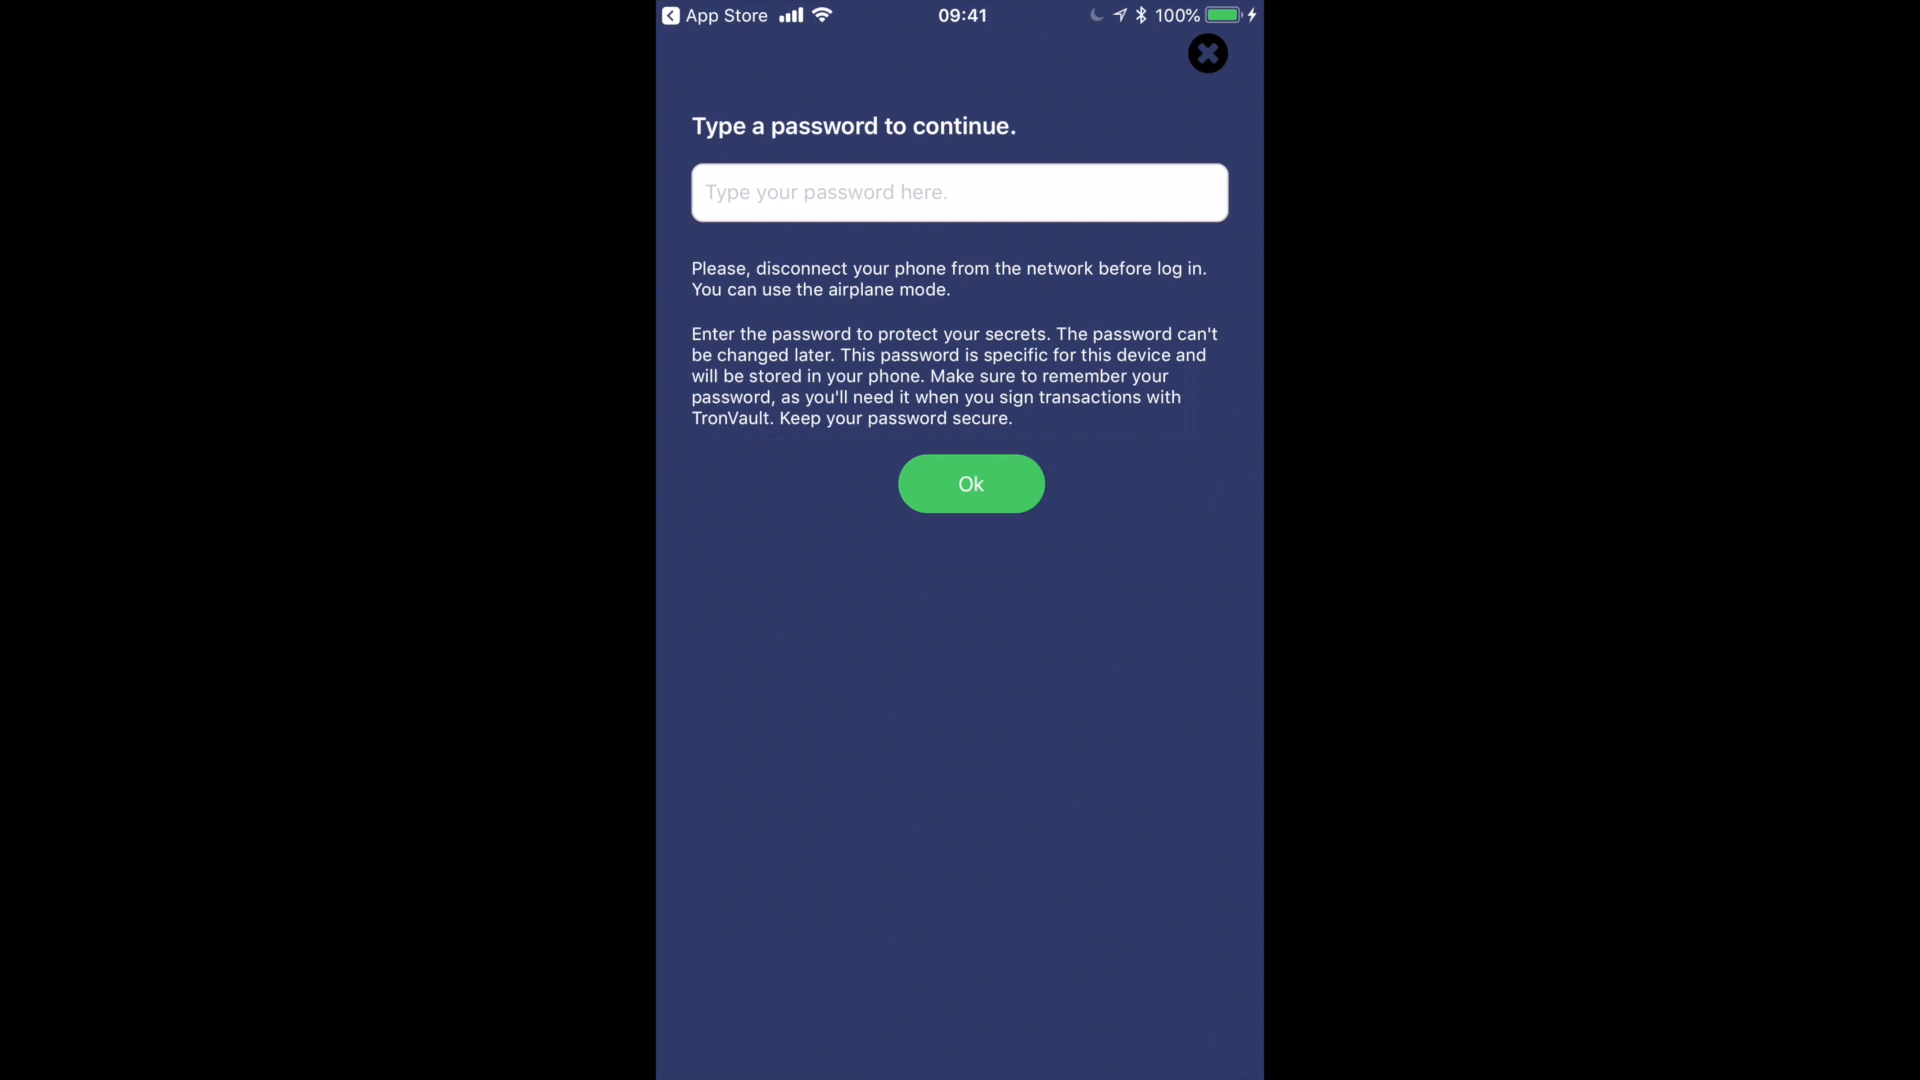 App Store 09:41 100%
Type a password to continue.
Type your password here.
Please, disconnect your phone from the network before log in.
You can use the airplane mode.
Enter the password to protect your secrets. The password can't
be changed later. This password is specific for this device and
will be stored in your phone. Make sure to remember your
password, as you'll need it when you sign transactions with
TronVault. Keep your password secure.
Ok